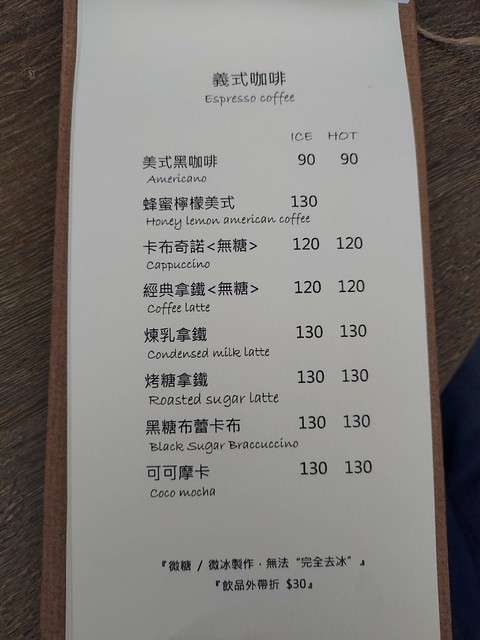 義式咖啡
Espresso coffee
ICE HOT
美式黑咖啡 90 90
Americano
蜂蜜檸檬美式 130
Honey lemon american coffee
卡布奇諾<無糖> 120 120
Cappuccino
經典拿鐵<無糖> 120 120
Coffee latte
煉乳拿鐵 130 130
Condensed milk latte
烤糖拿鐵 130 130
Roasted sugar latte
黑糖布蕾卡布 130 130
Black Sugar Braccuccino
可可摩卡 130 130
Coco mocha
『微糖 / 微冰製作．無法 “完全去冰” 』
『飲品外帶折 $30』